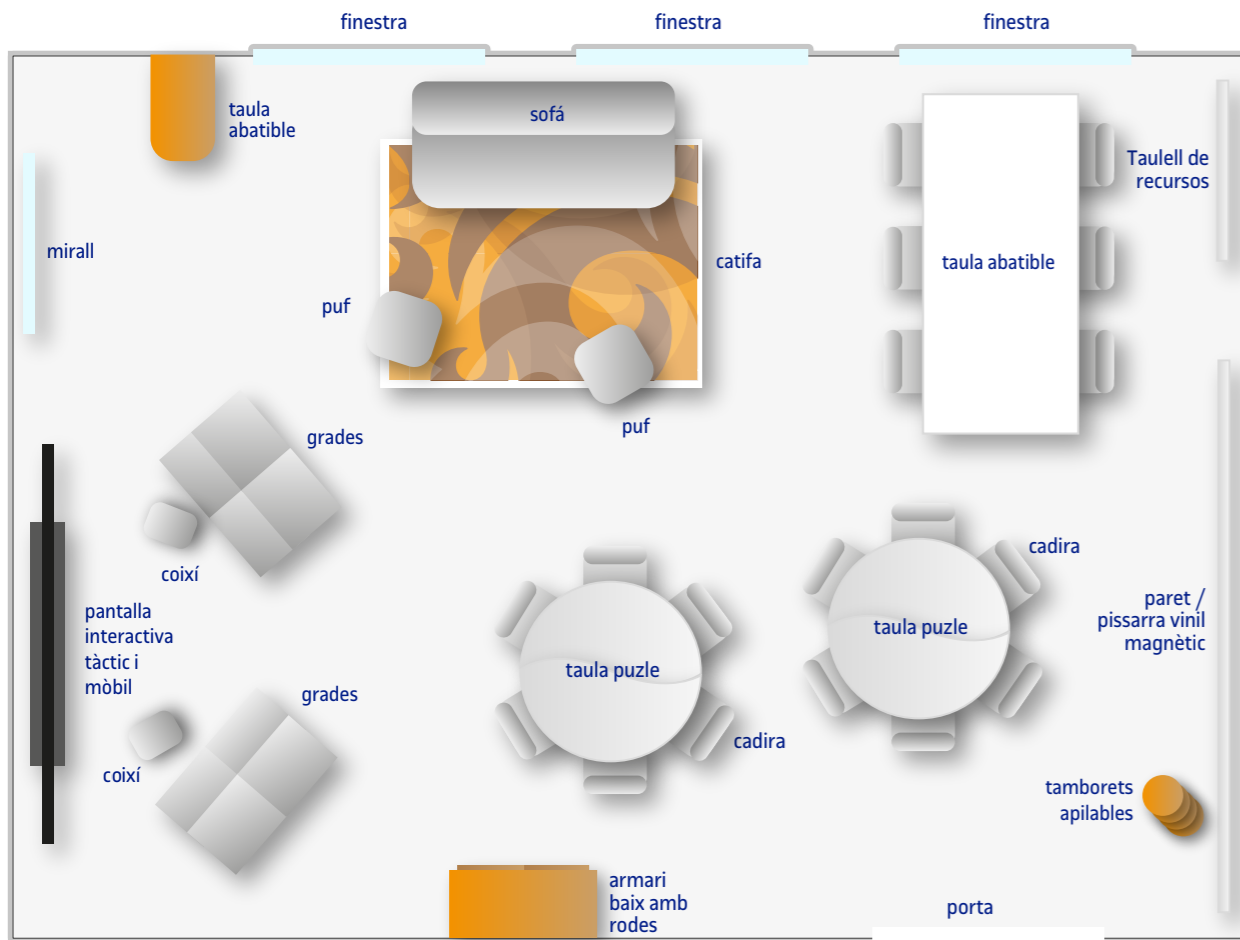 finestra
finestra
finestra
taula
abatible
sofá
Taulell de
recursos
mirall
catifa
taula abatible
puf
puf
grades
coixí
cadira
pantalla
interactiva
tàctic i
mòbil
paret /
pissarra vinil
magnètic
taula puzle
taula puzle
grades
cadira
coixí
tamborets
apilables
armari
baix amb
rodes
porta